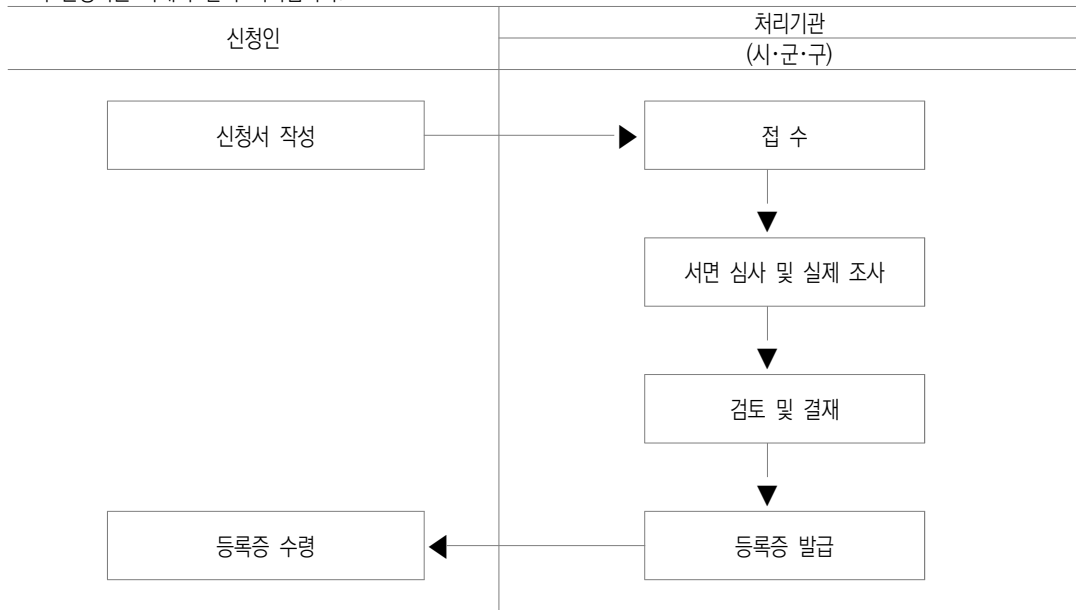 신청인
처리기관
(시·군·구)
신청서 작성
접 수
서면 심사 및 실제 조사
검토 및 결재
등록증 수령
등록증 발급